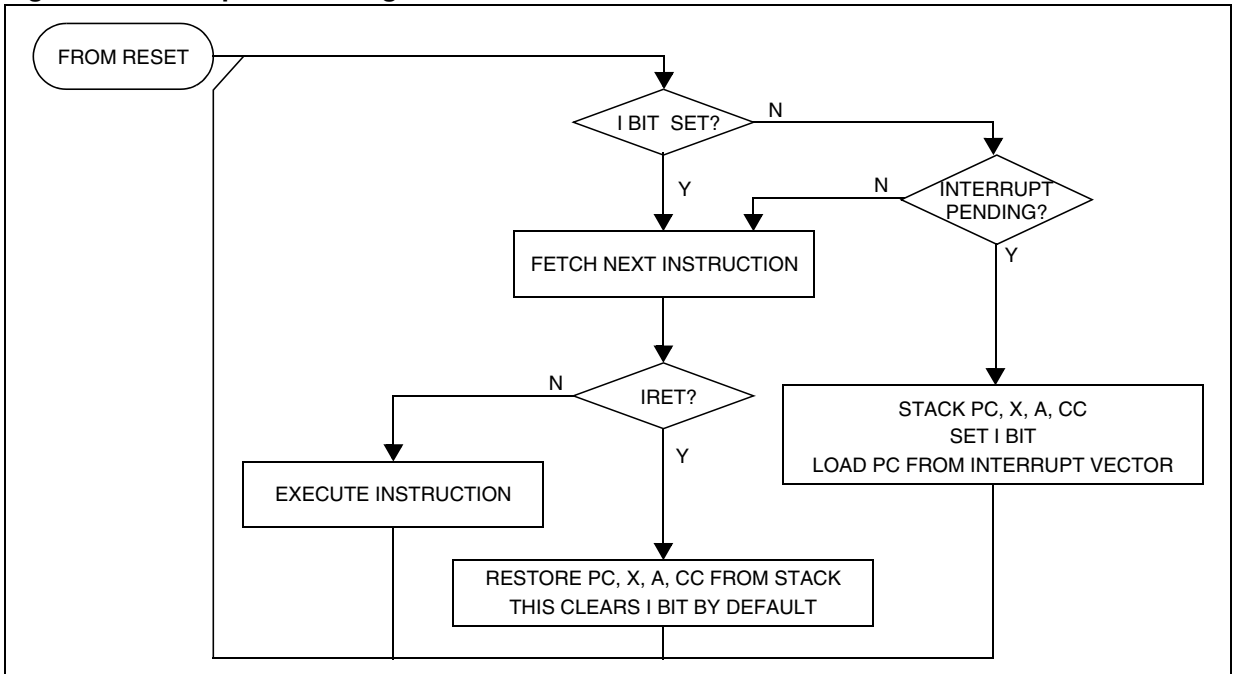 FROM RESET
I BIT SET?
N
Y
N
INTERRUPT
PENDING?
Y
FETCH NEXT INSTRUCTION
N
IRET?
Y
STACK PC, X, A, CC
SET I BIT
LOAD PC FROM INTERRUPT VECTOR
EXECUTE INSTRUCTION
RESTORE PC, X, A, CC FROM STACK
THIS CLEARS I BIT BY DEFAULT